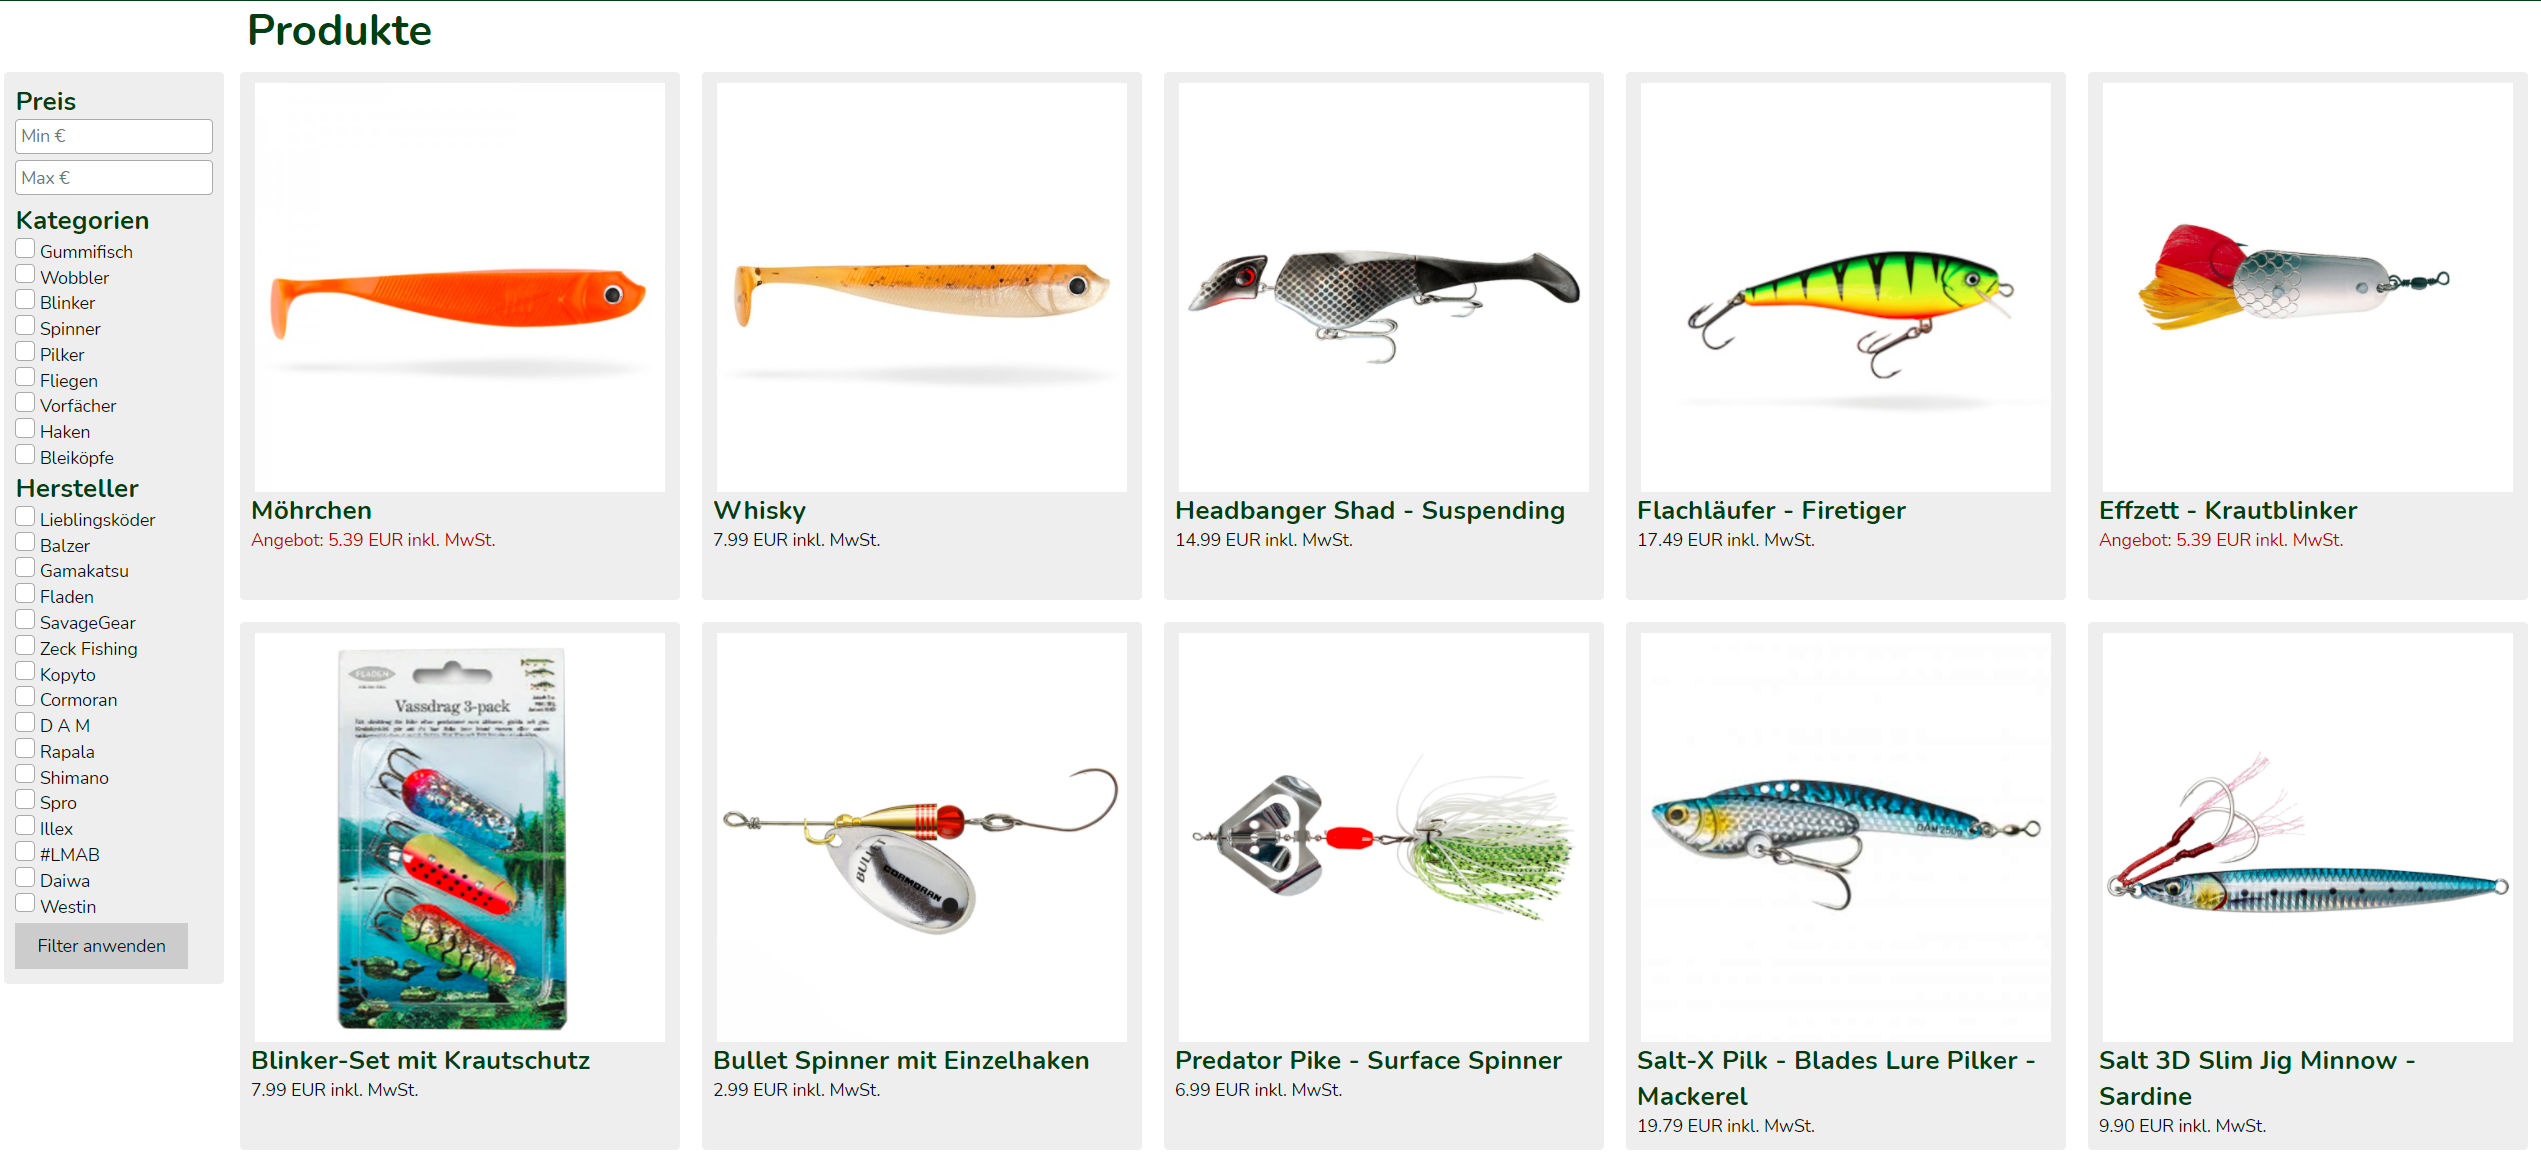 Produkte
Preis
Min €
Max €
Kategorien
Gummifisch
Wobbler
Blinker
Spinner
Pilker
Fliegen
Vorfächer
Haken
Bleiköpfe
Hersteller
Lieblingsköder
Balzer
Gamakatsu
Fladen
SavageGear
Zeck Fishing
Kopyto
Cormoran
D A M
Rapala
Shimano
Spro
Illex
#LMAB
Daiwa
Westin
Filter anwenden
Möhrchen
Angebot: 5.39 EUR inkl. MwSt.
Whisky
7.99 EUR inkl. MwSt.
Headbanger Shad - Suspending
14.99 EUR inkl. MwSt.
Flachläufer - Firetiger
17.49 EUR inkl. MwSt.
Effzett - Krautblinker
Angebot: 5.39 EUR inkl. MwSt.
FLADEN
Vassdrag 3-pack
Blinker-Set mit Krautschutz
7.99 EUR inkl. MwSt.
BULLET
CORMORAN
Bullet Spinner mit Einzelhaken
2.99 EUR inkl. MwSt.
Predator Pike - Surface Spinner
6.99 EUR inkl. MwSt.
DAM 250g
Salt-X Pilk - Blades Lure Pilker -
Mackerel
19.79 EUR inkl. MwSt.
Salt 3D Slim Jig Minnow -
Sardine
9.90 EUR inkl. MwSt.